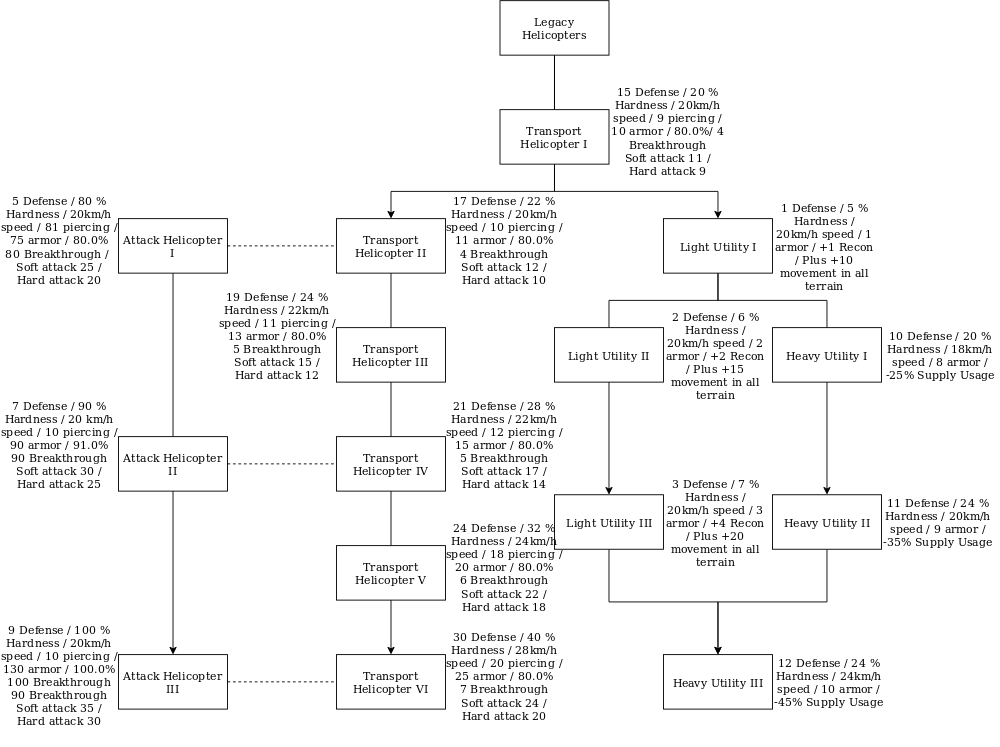 Legacy
Helicopters
15 Defense / 20 %
Hardness / 20km/h
speed / 9 piercing /
10 armor / 80.0%/ 4
Breakthrough
Soft attack 11 /
Hard attack 9
Transport
Helicopter I
5 Defense / 80 %
Hardness / 20km/h
speed / 81 piercing /
75 armor / 80.0%
80 Breakthrough /
Soft attack 25 /
Hard attack 20
Attack Helicopter
I
Transport
Helicopter II
17 Defense / 22 %
Hardness / 20km/h
speed / 10 piercing /
11 armor / 80.0%
4 Breakthrough
Soft attack 12 /
Hard attack 10
Light Utility I
1 Defense / 5 %
Hardness /
20km/h speed / 1
armor / +1 Recon
/ Plus +10
movement in all
terrain
19 Defense / 24 %
Hardness / 22km/h
speed / 11 piercing /
13 armor / 80.0%
5 Breakthrough
Soft attack 15 /
Hard attack 12
Transport
Helicopter III
Light Utility II
2 Defense / 6 %
Hardness /
20km/h speed / 2
armor / +2 Recon
/ Plus +15
movement in all
terrain
Heavy Utility I
10 Defense / 20 %
Hardness / 18km/h
speed / 8 armor /
-25% Supply Usage
7 Defense / 90 %
Hardness / 20 km/h
speed / 10 piercing /
90 armor / 91.0%
90 Breakthrough
Soft attack 30 /
Hard attack 25
Attack Helicopter
II
Transport
Helicopter IV
21 Defense / 28 %
Hardness / 22km/h
speed / 12 piercing /
15 armor / 80.0%
5 Breakthrough
Soft attack 17 /
Hard attack 14
Light Utility III
3 Defense / 7 %
Hardness /
20km/h speed / 3
armor / +4 Recon
/ Plus +20
movement in all
terrain
Heavy Utility II
11 Defense / 24 %
Hardness / 20km/h
speed / 9 armor /
-35% Supply Usage
Transport
Helicopter V
24 Defense / 32 %
Hardness / 24km/h
speed / 18 piercing /
20 armor / 80.0%
6 Breakthrough
Soft attack 22 /
Hard attack 18
9 Defense / 100 %
Hardness / 20km/h
speed / 10 piercing /
130 armor / 100.0%
100 Breakthrough
90 Breakthrough
Soft attack 35 /
Hard attack 30
Attack Helicopter
III
Transport
Helicopter VI
30 Defense / 40 %
Hardness / 28km/h
speed / 20 piercing /
25 armor / 80.0%
7 Breakthrough
Soft attack 24 /
Hard attack 20
Heavy Utility III
12 Defense / 24 %
Hardness / 24km/h
speed / 10 armor /
-45% Supply Usage